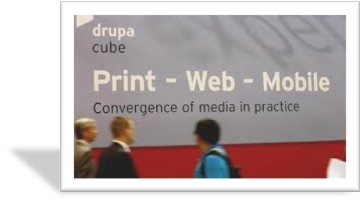 drupa
cube
Print - Web - Mobile
Convergence of media in practice